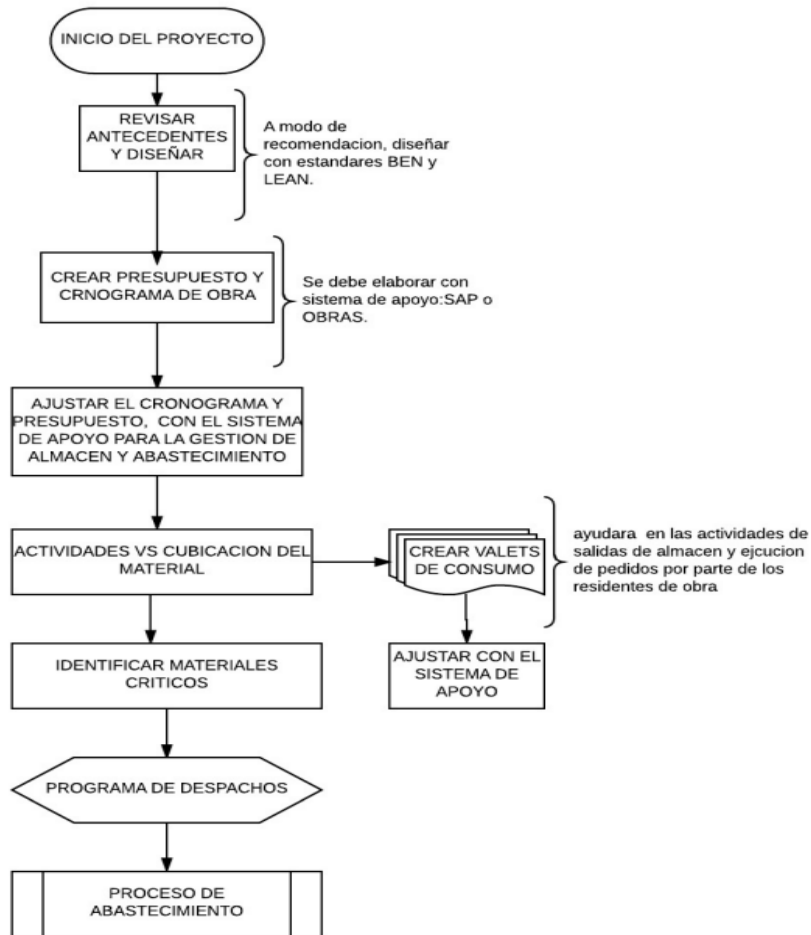 INICIO DEL PROYECTO
REVISAR
ANTECEDENTES
Y DISEÑAR
A modo de
recomendacion, diseñar
con estandares BEN y
LEAN.
CREAR PRESUPUESTO Y
CRNOGRAMA DE OBRA
Se debe elaborar con
sistema de apoyo:SAP o
OBRAS.
AJUSTAR EL CRONOGRAMA Y
PRESUPUESTO, CON EL SISTEMA
DE APOYO PARA LA GESTION DE
ALMACEN Y ABASTECIMIENTO
ACTIVIDADES VS CUBICACION DEL
MATERIAL
CREAR VALETS
DE CONSUMO
ayudara en las actividades de
salidas de almacen y ejcucion
de pedidos por parte de los
residentes de obra
IDENTIFICAR MATERIALES
CRITICOS
AJUSTAR CON EL
SISTEMA DE
APOYO
PROGRAMA DE DESPACHOS
PROCESO DE
ABASTECIMIENTO